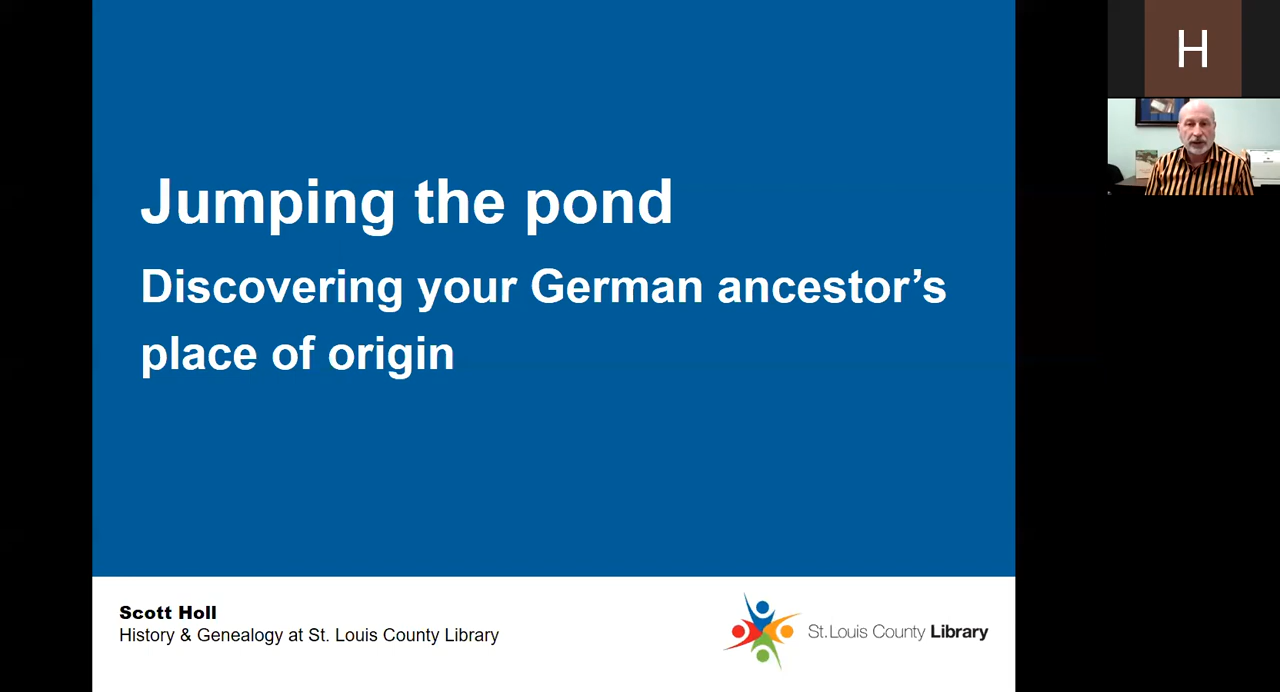 Jumping the pond
Discovering your German ancestor’s
place of origin
Scott Holl
History & Genealogy at St. Louis County Library
St.Louis County Library
H